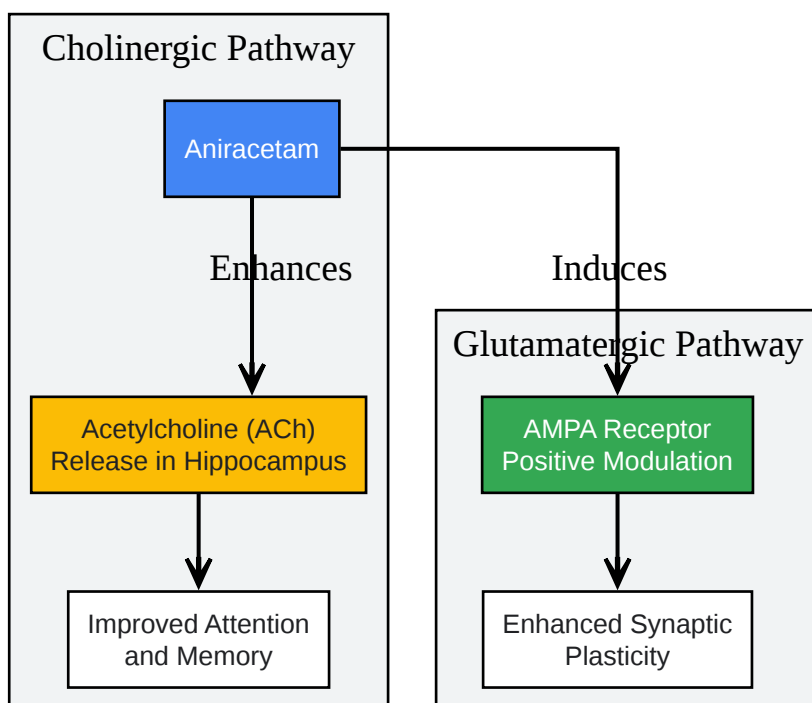 Cholinergic Pathway
Aniracetam
Enhances
Induces
Glutamatergic Pathway
Acetylcholine (ACh)
Release in Hippocampus
AMPA Receptor
Positive Modulation
Improved Attention
and Memory
Enhanced Synaptic
Plasticity